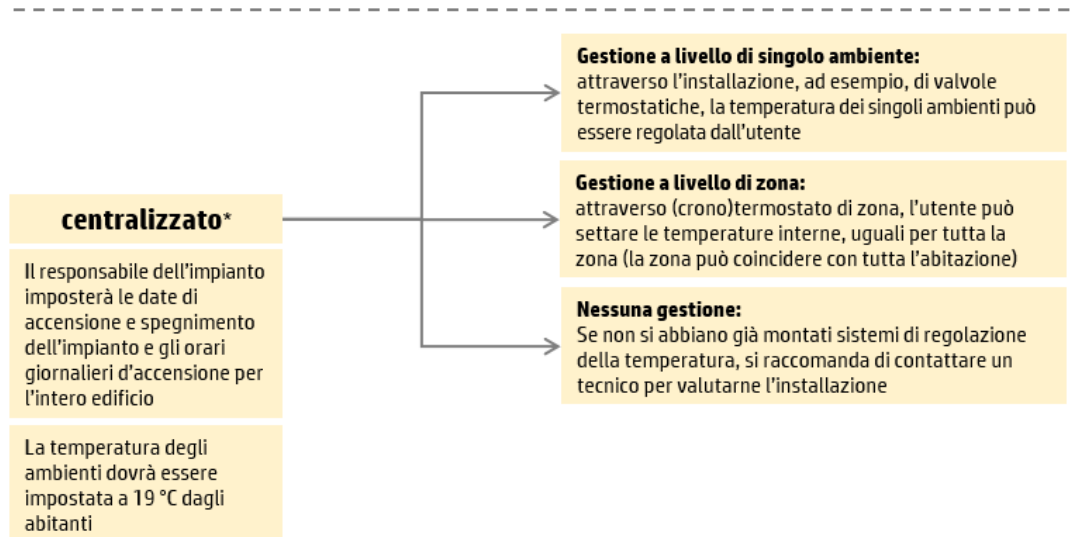 centralizzato*
Il responsabile dell'impianto
imposterà le date di
accensione e spegnimento
dell'impianto e gli orari
giornalieri d'accensione per
l'intero edificio
La temperatura degli
ambienti dovrà essere
impostata a 19 °C dagli
abitanti
Gestione a livello di singolo ambiente:
attraverso l'installazione, ad esempio, di valvole
termostatiche, la temperatura dei singoli ambienti può
essere regolata dall'utente
Gestione a livello di zona:
attraverso (crono)termostato di zona, l'utente può
settare le temperature interne, uguali per tutta la
zona (la zona può coincidere con tutta l'abitazione)
Nessuna gestione:
Se non si abbiano già montati sistemi di regolazione
della temperatura, si raccomanda di contattare un
tecnico per valutarne l'installazione